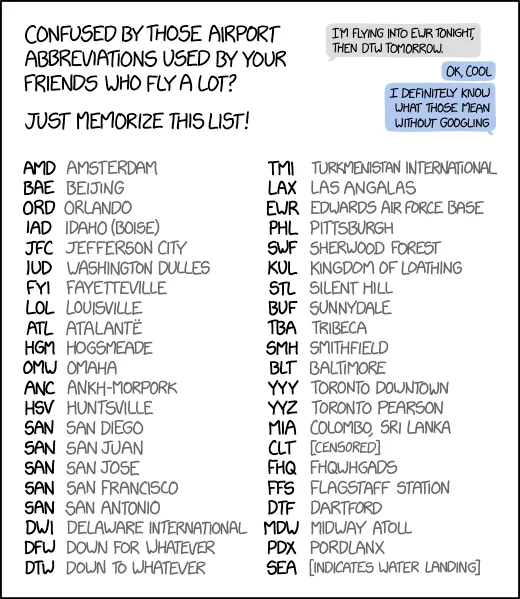 CONFUSED BY THOSE AIRPORT
ABBREVIATIONS USED BY YOUR
FRIENDS WHO FLY A LOT?
JUST MEMORIZE THIS LIST!
I'M FLYING INTO EWR TONIGHT,
THEN DTW TOMORROW.
OK, COOL
I DEFINITELY KNOW
WHAT THOSE MEAN
WITHOUT GOOGLING
AMD AMSTERDAM
BAE BEIJING
ORD ORLANDO
IAD IDAHO (BOISE)
JFC JEFFERSON CITY
IUD WASHINGTON DULLES
FYI FAYETTEVILLE
LOL LOUISVILLE
ATL ATALANTË
HGM HOGSMEADE
OMW OMAHA
ANC ANKH-MORPORK
HSV HUNTSVILLE
SAN SAN DIEGO
SAN SAN JUAN
SAN SAN JOSE
SAN SAN FRANCISCO
SAN SAN ANTONIO
DWI DELAWARE INTERNATIONAL
DFW DOWN FOR WHATEVER
DTW DOWN TO WHATEVER
TMI TURKMENISTAN INTERNATIONAL
LAX LAS ANGALAS
EWR EDWARDS AIR FORCE BASE
PHL PITTSBURGH
SWF SHERWOOD FOREST
KUL KINGDOM OF LOATHING
STL SILENT HILL
BUF SUNNYDALE
TBA TRIBECA
SMH SMITHFIELD
BLT BALTIMORE
YYY TORONTO DOWNTOWN
YYZ TORONTO PEARSON
MIA COLOMBO, SRI LANKA
CLT [CENSORED]
FHQ FHQWHGADS
FFS FLAGSTAFF STATION
DTF DARTFORD
MDW MIDWAY ATOLL
PDX PORDLANX
SEA [INDICATES WATER LANDING]